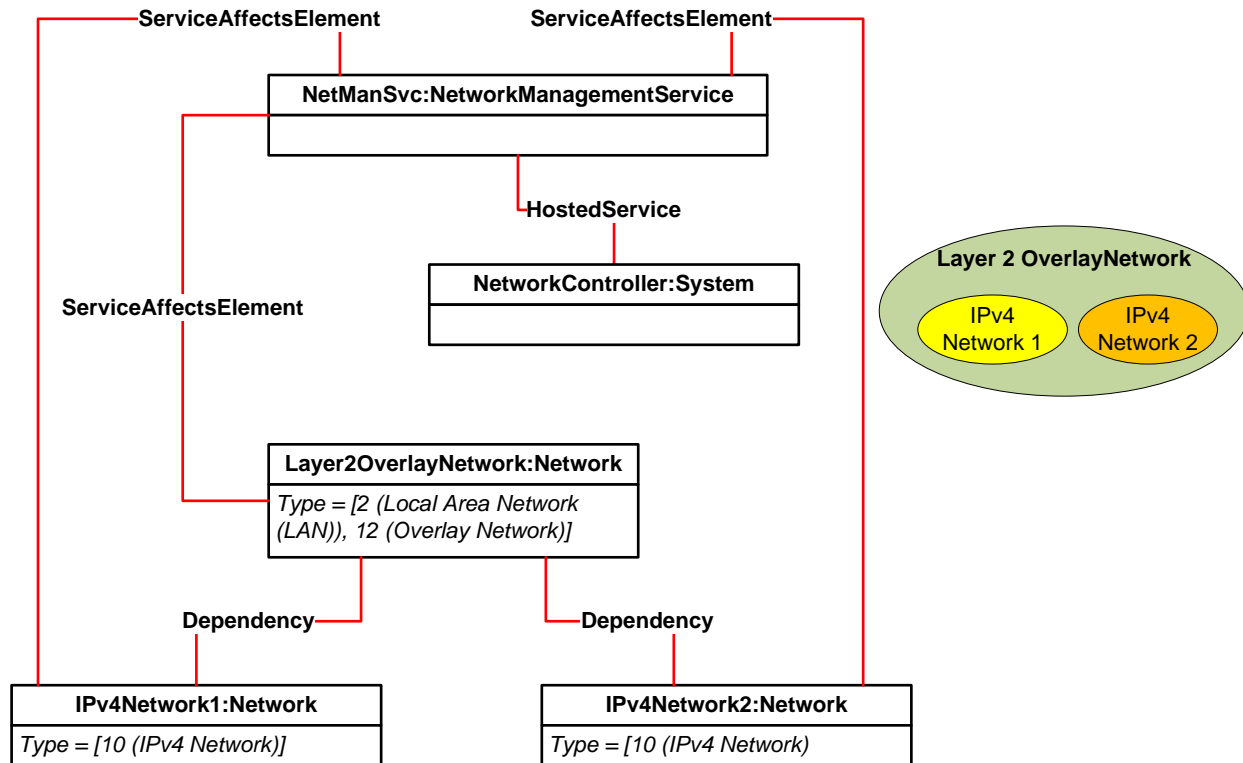 ServiceAffectsElement
ServiceAffectsElement
NetManSvc:NetworkManagementService
HostedService
NetworkController:System
ServiceAffectsElement
Layer 2 OverlayNetwork
IPv4
Network 1
IPv4
Network 2
Layer2OverlayNetwork:Network
Type = [2 (Local Area Network
(LAN)), 12 (Overlay Network)]
Dependency
Dependency
IPv4Network1:Network
Type = [10 (IPv4 Network)]
IPv4Network2:Network
Type = [10 (IPv4 Network)